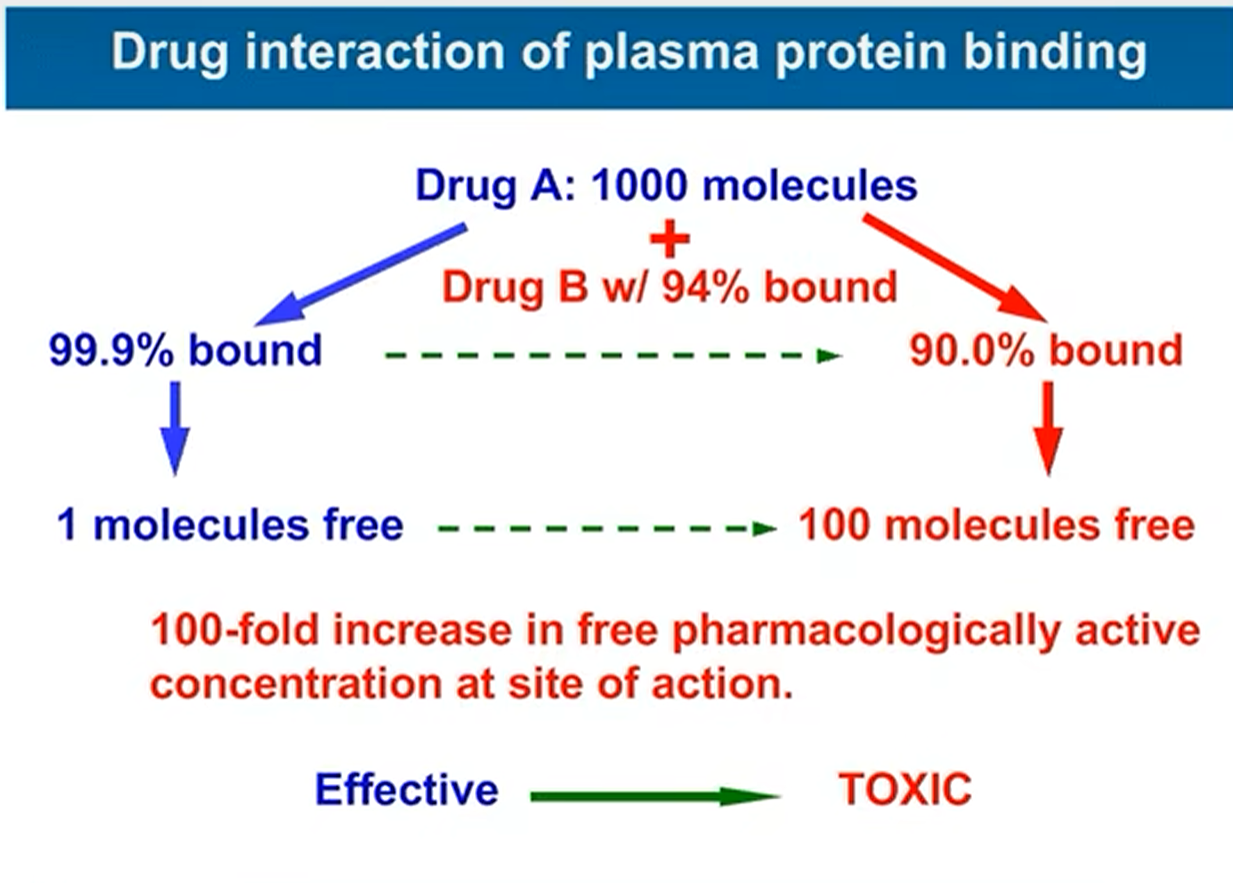 Drug interaction of plasma protein binding
Drug A: 1000 molecules
+
Drug B w/ 94% bound
99.9% bound
90.0% bound
1 molecules free
100 molecules free
100-fold increase in free pharmacologically active
concentration at site of action.
Effective
TOXIC